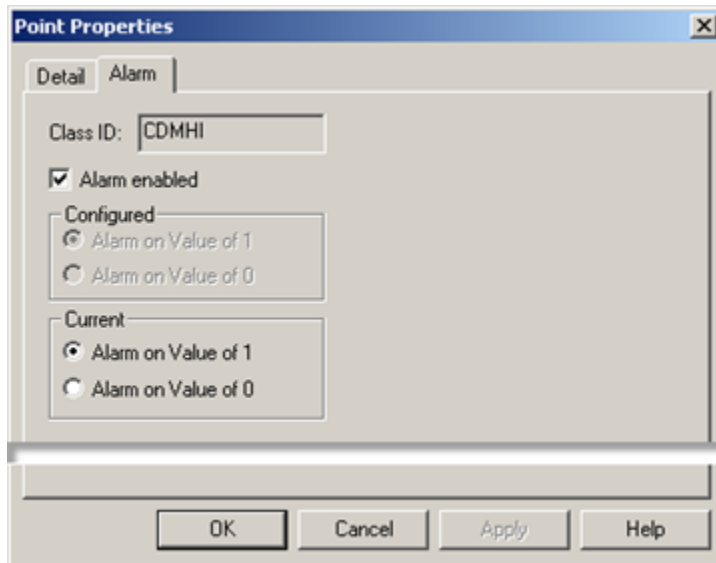 Point Properties
Detail Alarm
Class ID: CDMHI
Alarm enabled
Configured
Alarm on Value of 1
Alarm on Value of 0
Current
Alarm on Value of 1
Alarm on Value of 0
OK Cancel Apply Help